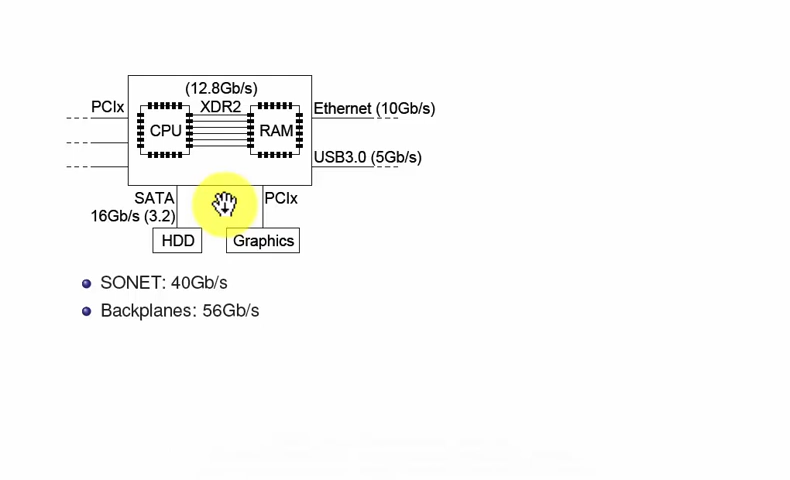 (12.8Gb/s)
PCIx
XDR2
Ethernet (10Gb/s)
CPU
RAM
USB3.0 (5Gb/s)
SATA
PCIx
16Gb/s (3.2)
HDD
Graphics
SONET: 40Gb/s
Backplanes: 56Gb/s